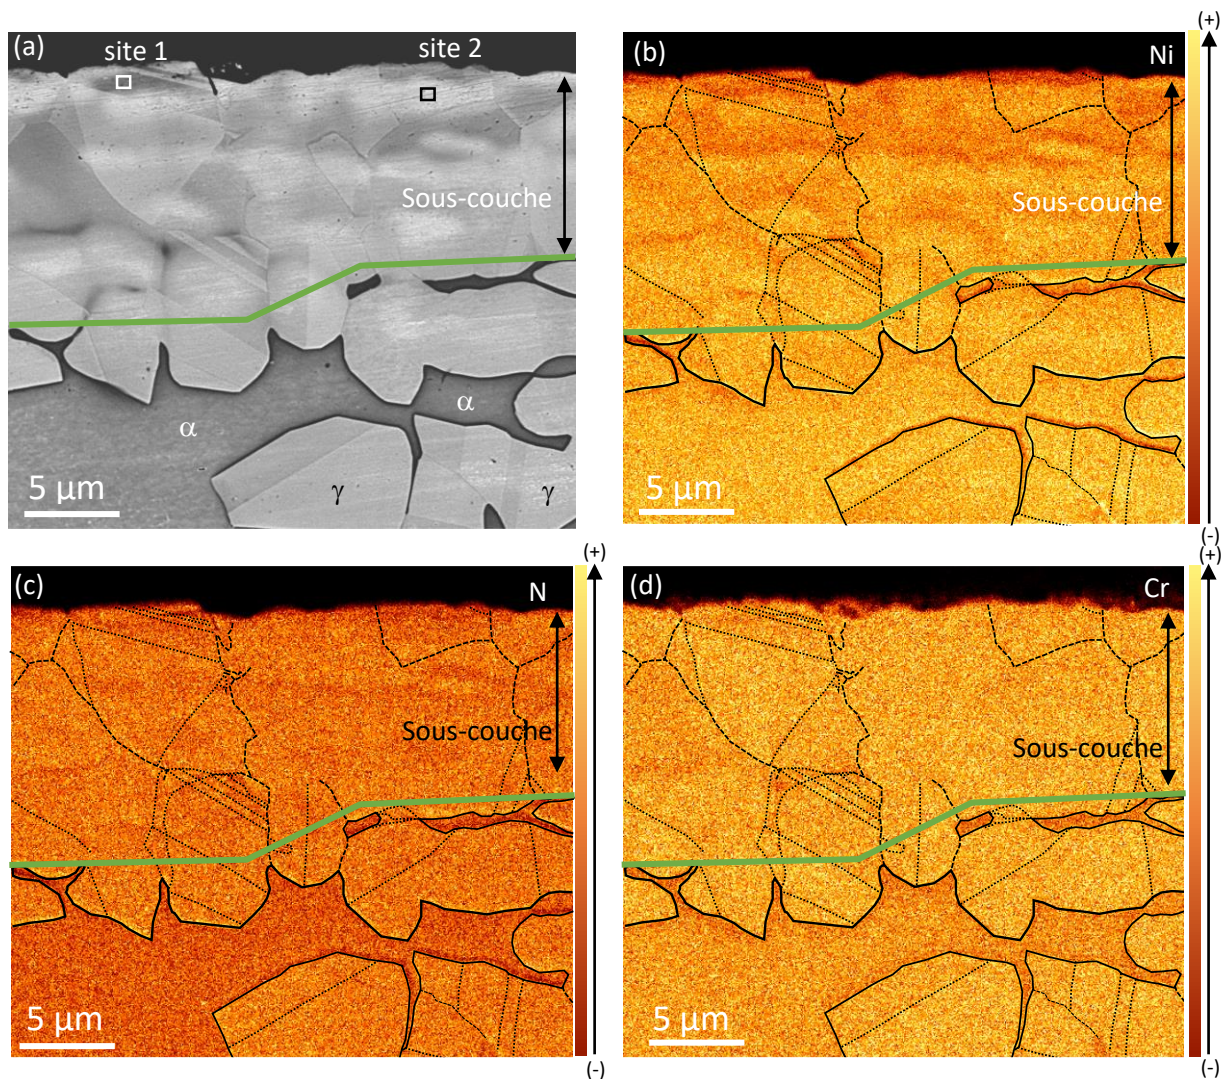 (a)
site 1
site 2
Sous-couche
α
α
γ
γ
5 µm
(b)
Ni
(+)
Sous-couche
5 µm
(-)
(c)
N
(+)
Sous-couche
5 µm
(-)
(d)
Cr
(+)
Sous-couche
5 µm
(-)